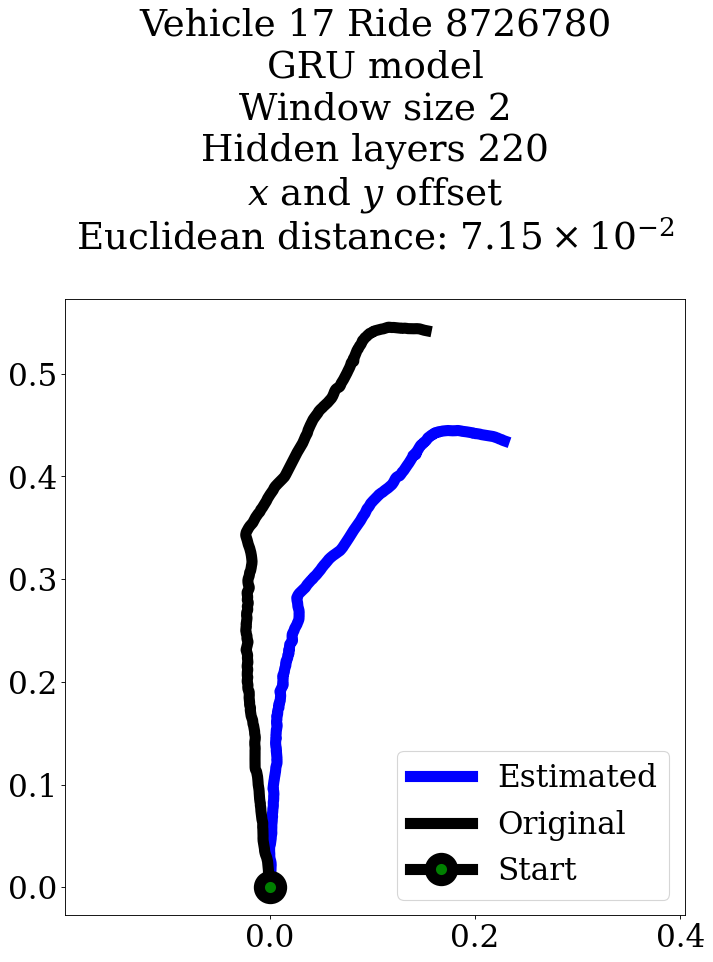 Vehicle 17 Ride 8726780
GRU model
Window size 2
Hidden layers 220
x and y offset
Euclidean distance: 7.15 × 10⁻²
0.5
0.4
0.3
0.2
0.1
0.0
Estimated
Original
Start
0.0 0.2 0.4